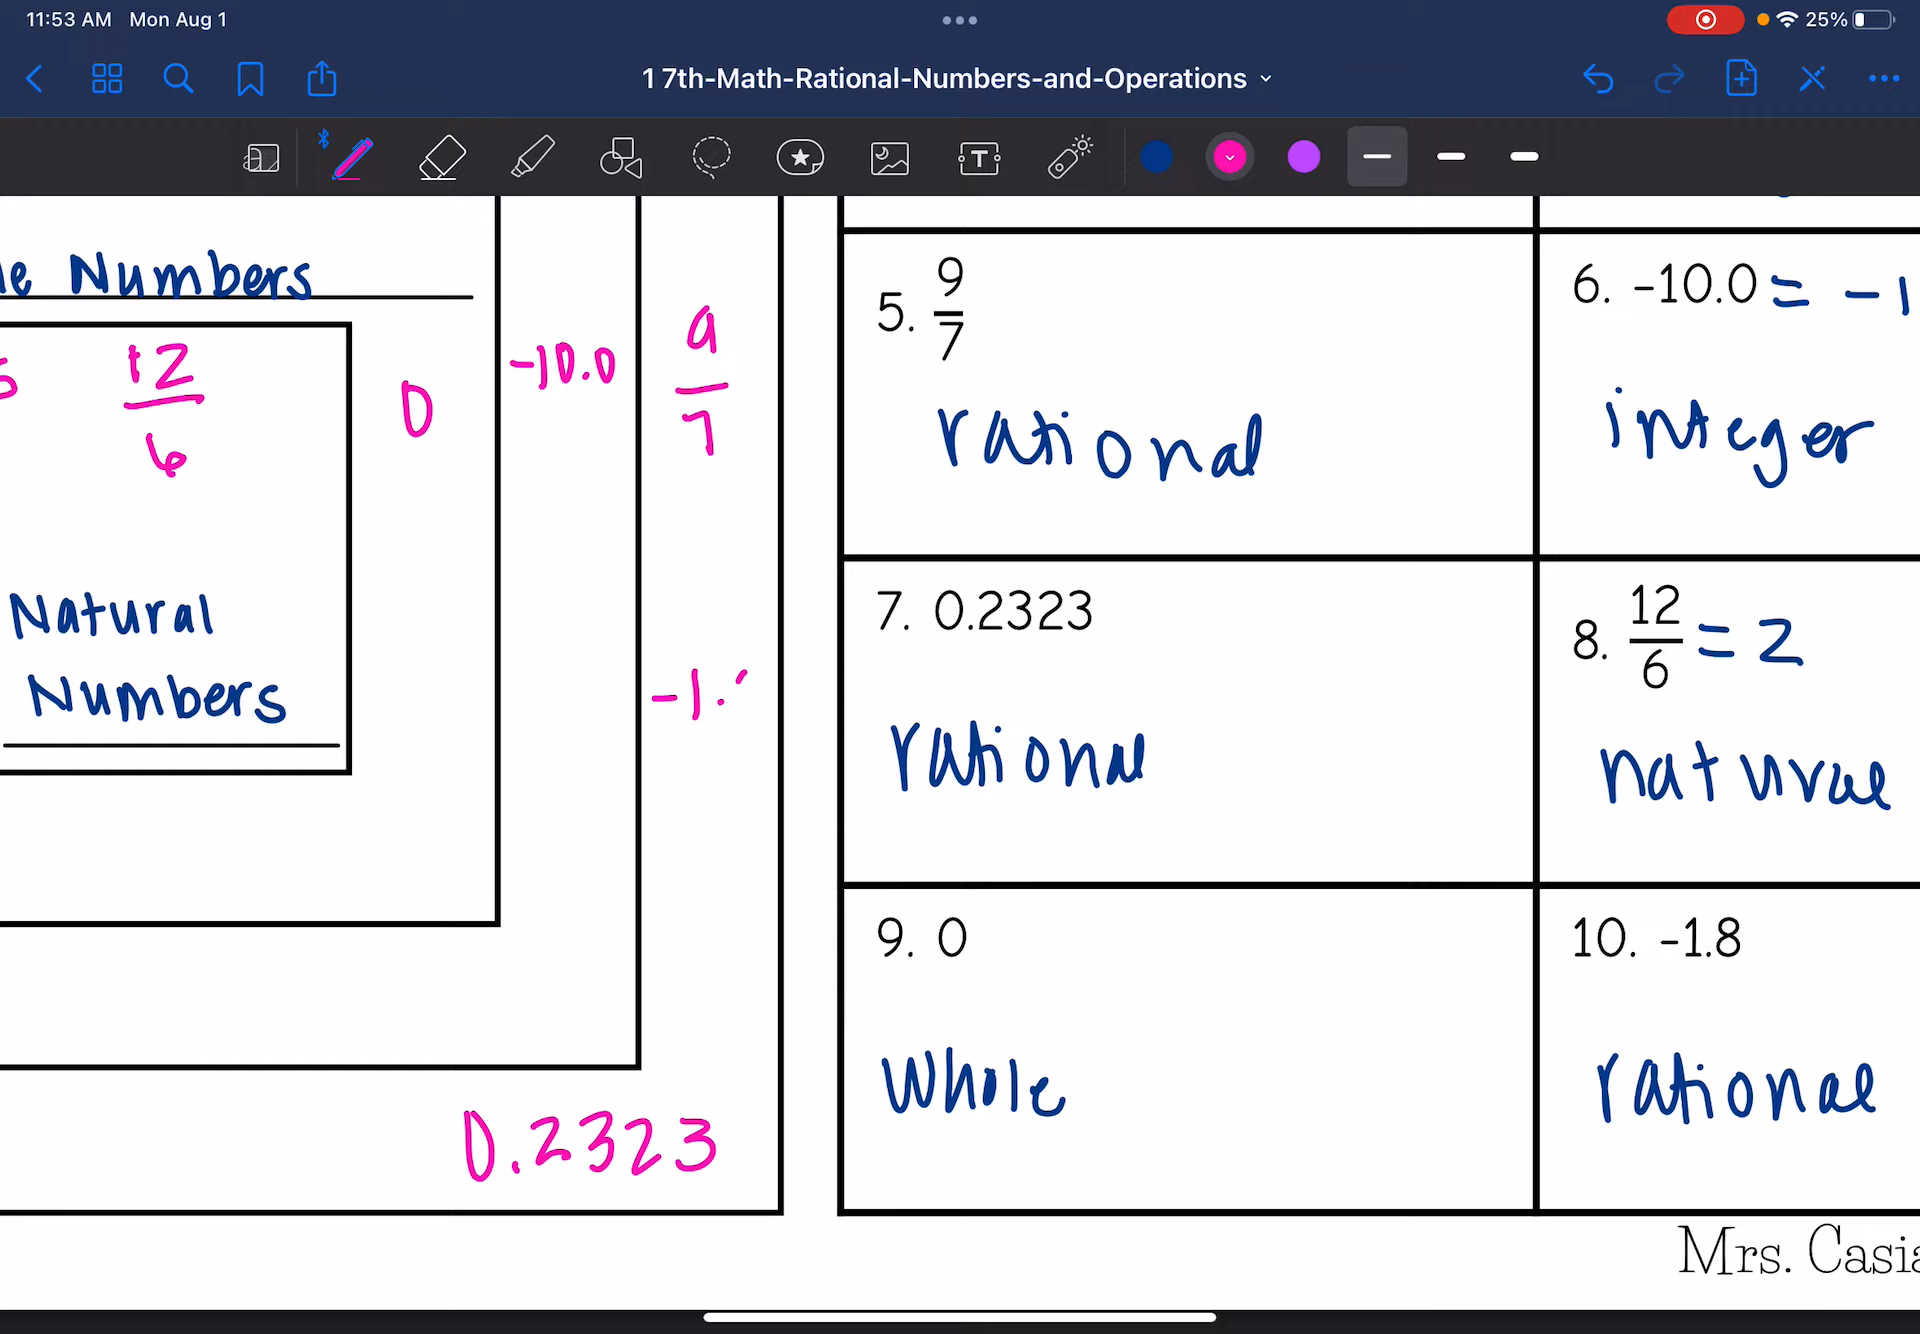 11:53 AM Mon Aug 1
25%
1 7th-Math-Rational-Numbers-and-Operations
Numbers
12
6
0
-10.0
9
7
Natural
Numbers
-1.
0.2323
5. 9/7
rational
6. -10.0 = -1
integer
7. 0.2323
rational
8. 12/6 = 2
natural
9. 0
Whole
10. -1.8
rational
Mrs.